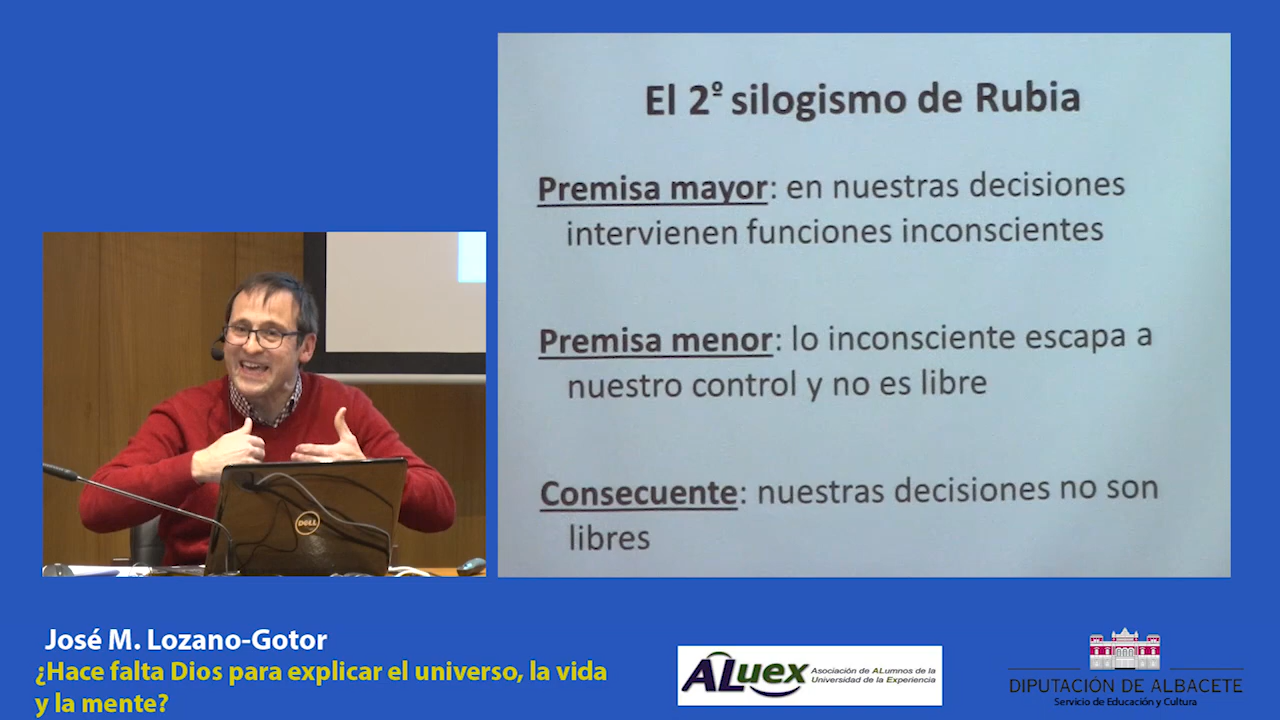 El 2º silogismo de Rubia
Premisa mayor: en nuestras decisiones
intervienen funciones inconscientes
Premisa menor: lo inconsciente escapa a
nuestro control y no es libre
Consecuente: nuestras decisiones no son
libres
DELL
José M. Lozano-Gotor
¿Hace falta Dios para explicar el universo, la vida
y la mente?
ALuex
Asociación de ALumnos de la
Universidad de la Experiencia
DIPUTACIÓN DE ALBACETE
Servicio de Educación y Cultura